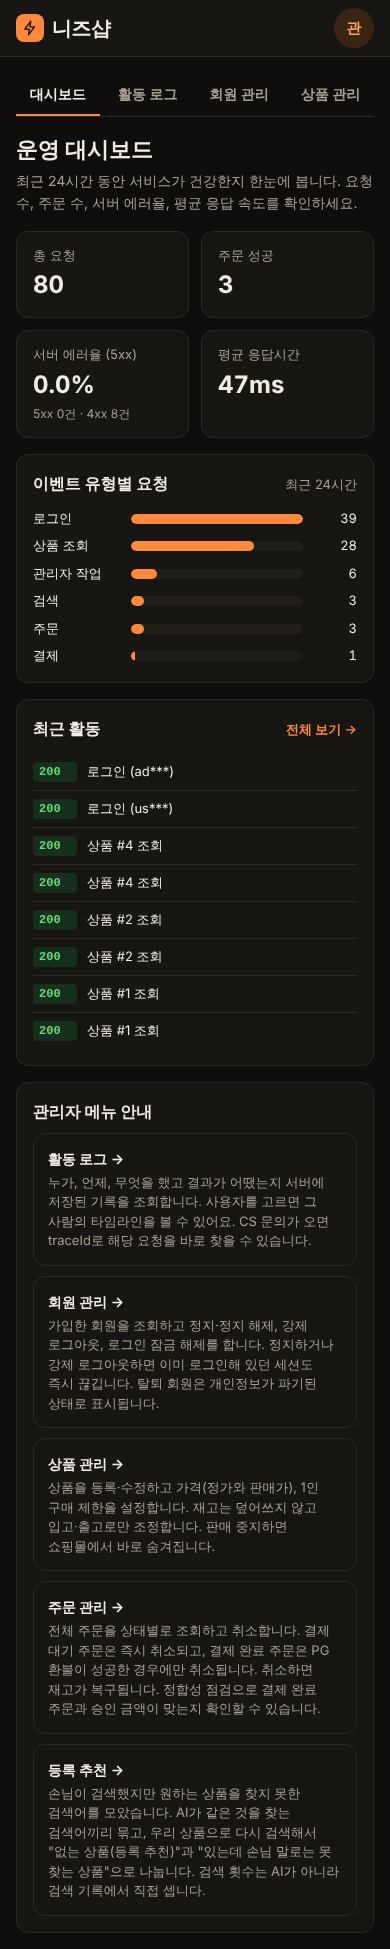 니즈샵
관
대시보드 활동 로그 회원 관리 상품 관리
운영 대시보드
최근 24시간 동안 서비스가 건강한지 한눈에 봅니다. 요청
수, 주문 수, 서버 에러율, 평균 응답 속도를 확인하세요.
총 요청
80
주문 성공
3
서버 에러율 (5xx)
0.0%
5xx 0건 · 4xx 8건
평균 응답시간
47ms
이벤트 유형별 요청 최근 24시간
로그인 39
상품 조회 28
관리자 작업 6
검색 3
주문 3
결제 1
최근 활동 전체 보기 →
200 로그인 (ad***)
200 로그인 (us***)
200 상품 #4 조회
200 상품 #4 조회
200 상품 #2 조회
200 상품 #2 조회
200 상품 #1 조회
200 상품 #1 조회
관리자 메뉴 안내
활동 로그 →
누가, 언제, 무엇을 했고 결과가 어땠는지 서버에
저장된 기록을 조회합니다. 사용자를 고르면 그
사람의 타임라인을 볼 수 있어요. CS 문의가 오면
traceId로 해당 요청을 바로 찾을 수 있습니다.
회원 관리 →
가입한 회원을 조회하고 정지·정지 해제, 강제
로그아웃, 로그인 잠금 해제를 합니다. 정지하거나
강제 로그아웃하면 이미 로그인해 있던 세션도
즉시 끊깁니다. 탈퇴 회원은 개인정보가 파기된
상태로 표시됩니다.
상품 관리 →
상품을 등록·수정하고 가격(정가와 판매가), 1인
구매 제한을 설정합니다. 재고는 덮어쓰지 않고
입고·출고로만 조정합니다. 판매 중지하면
쇼핑몰에서 바로 숨겨집니다.
주문 관리 →
전체 주문을 상태별로 조회하고 취소합니다. 결제
대기 주문은 즉시 취소되고, 결제 완료 주문은 PG
환불이 성공한 경우에만 취소됩니다. 취소하면
재고가 복구됩니다. 정합성 점검으로 결제 완료
주문과 승인 금액이 맞는지 확인할 수 있습니다.
등록 추천 →
손님이 검색했지만 원하는 상품을 찾지 못한
검색어를 모았습니다. AI가 같은 것을 찾는
검색어끼리 묶고, 우리 상품으로 다시 검색해서
"없는 상품(등록 추천)"과 "있는데 손님 말로는 못
찾는 상품"으로 나눕니다. 검색 횟수는 AI가 아니라
검색 기록에서 직접 셉니다.